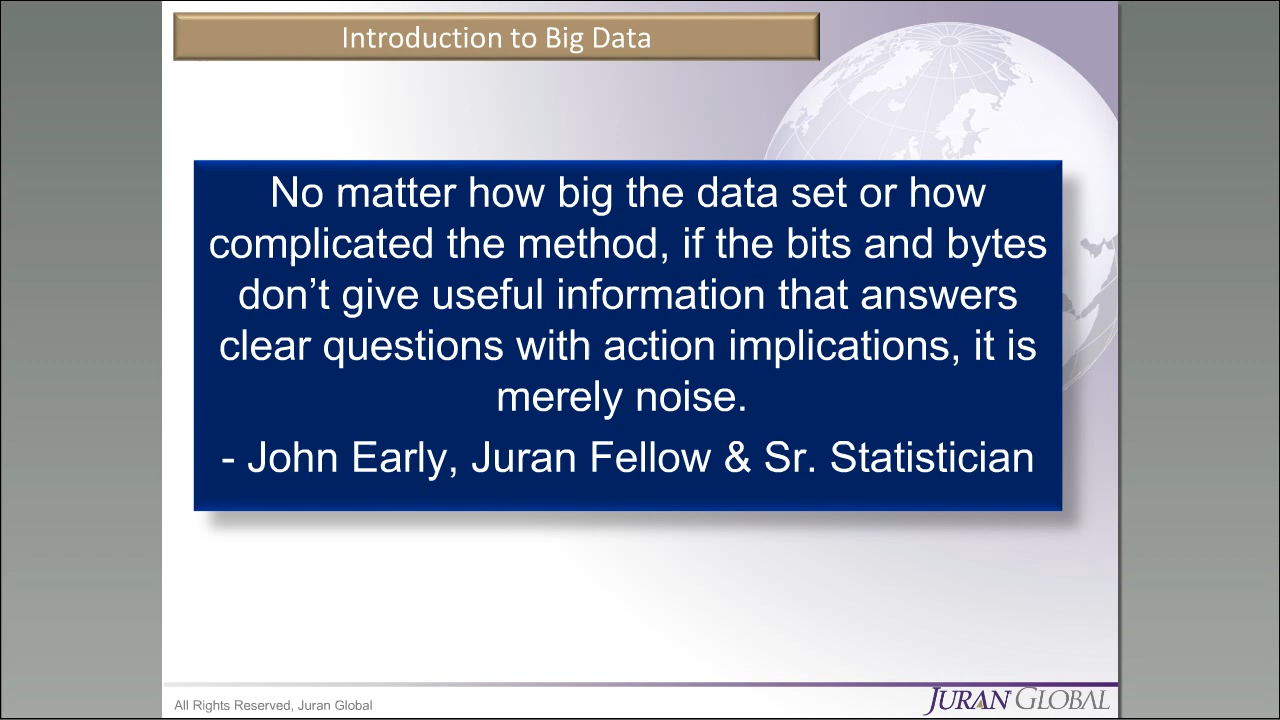 Introduction to Big Data
No matter how big the data set or how
complicated the method, if the bits and bytes
don’t give useful information that answers
clear questions with action implications, it is
merely noise.
- John Early, Juran Fellow & Sr. Statistician
All Rights Reserved, Juran Global
JURAN GLOBAL